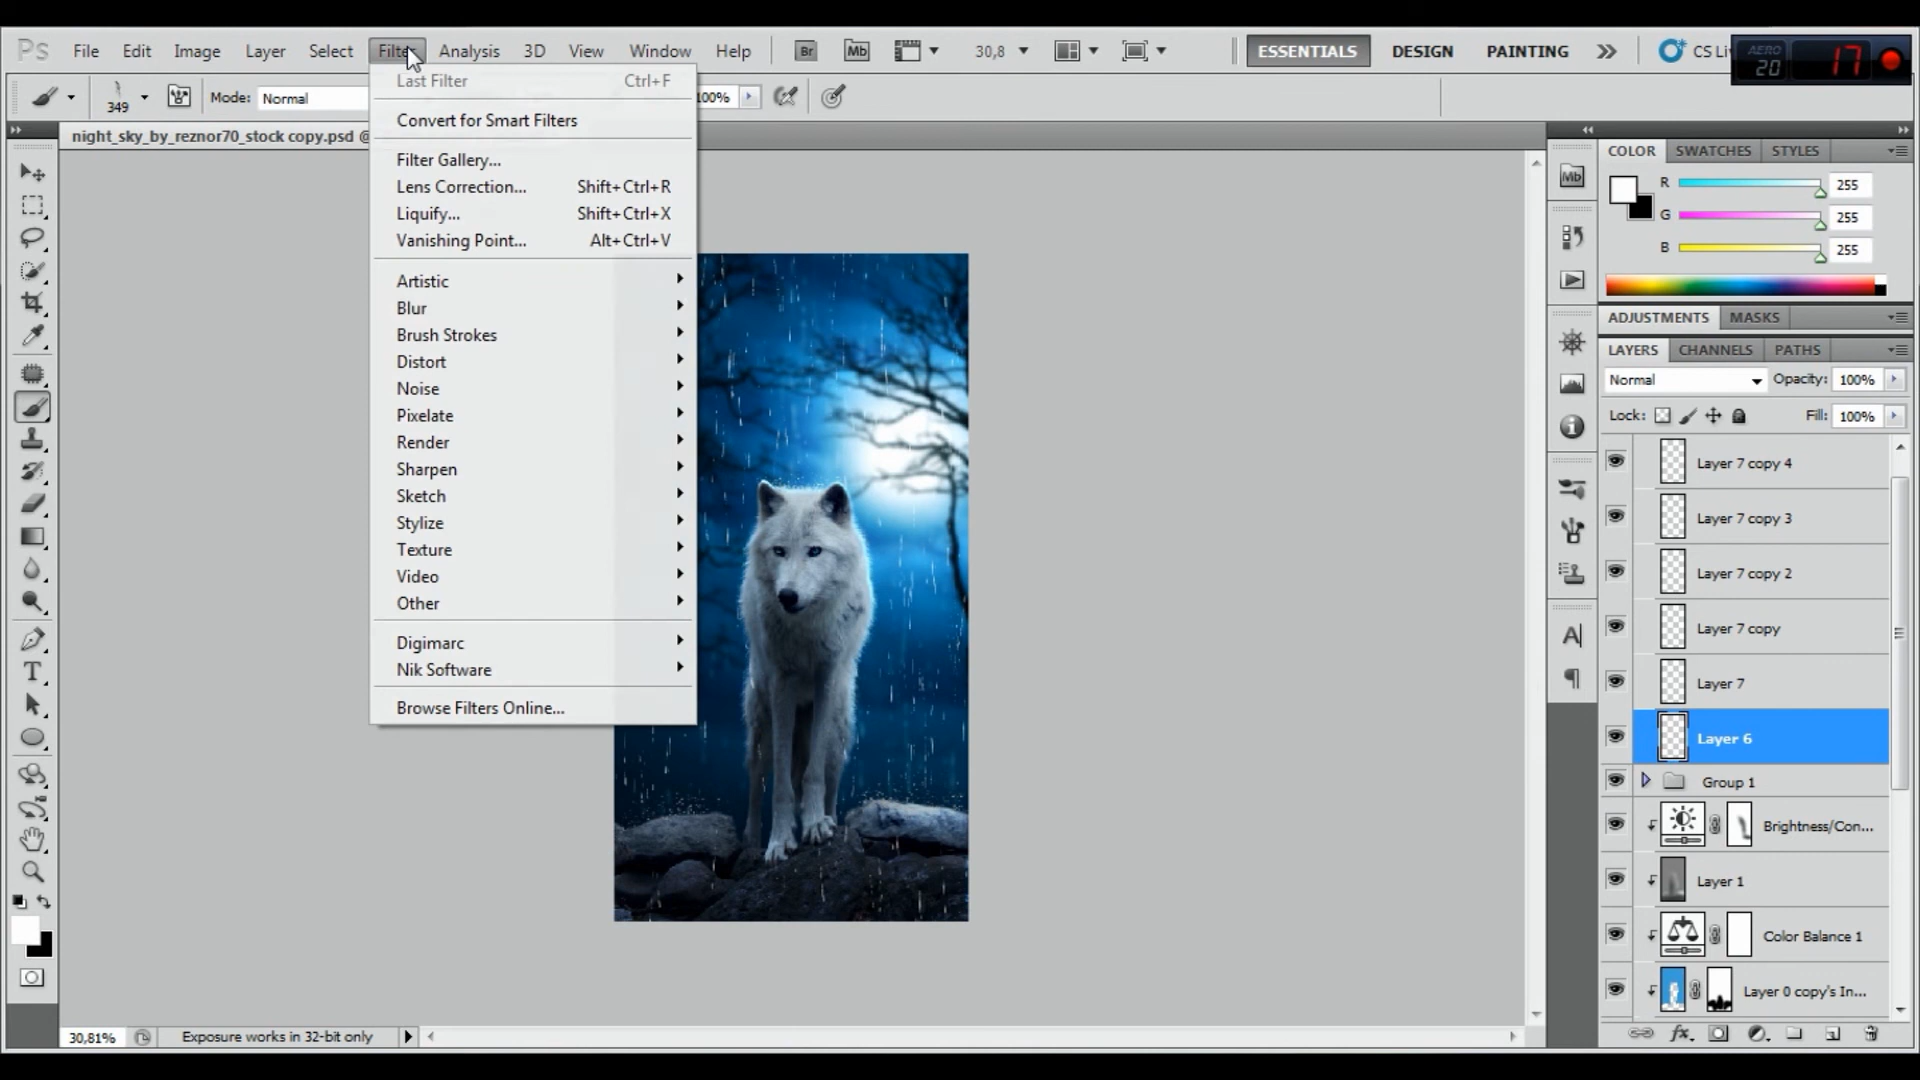 Ps File Edit Image Layer Select Filter Analysis 3D View Window Help Br Mb 30,8 ESSENTIALS DESIGN PAINTING CS Li
AERO 20 17
349 Mode: Normal 100%
night_sky_by_reznor70_stock copy.psd @
Last Filter Ctrl+F
Convert for Smart Filters
Filter Gallery...
Lens Correction... Shift+Ctrl+R
Liquify... Shift+Ctrl+X
Vanishing Point... Alt+Ctrl+V
Artistic
Blur
Brush Strokes
Distort
Noise
Pixelate
Render
Sharpen
Sketch
Stylize
Texture
Video
Other
Digimarc
Nik Software
Browse Filters Online...
Mb
COLOR SWATCHES STYLES
R 255
G 255
B 255
ADJUSTMENTS MASKS
LAYERS CHANNELS PATHS
Normal Opacity: 100%
Lock: Fill: 100%
Layer 7 copy 4
Layer 7 copy 3
Layer 7 copy 2
Layer 7 copy
Layer 7
Layer 6
Group 1
Brightness/Con...
Layer 1
Color Balance 1
Layer 0 copy's In...
30,81% Exposure works in 32-bit only